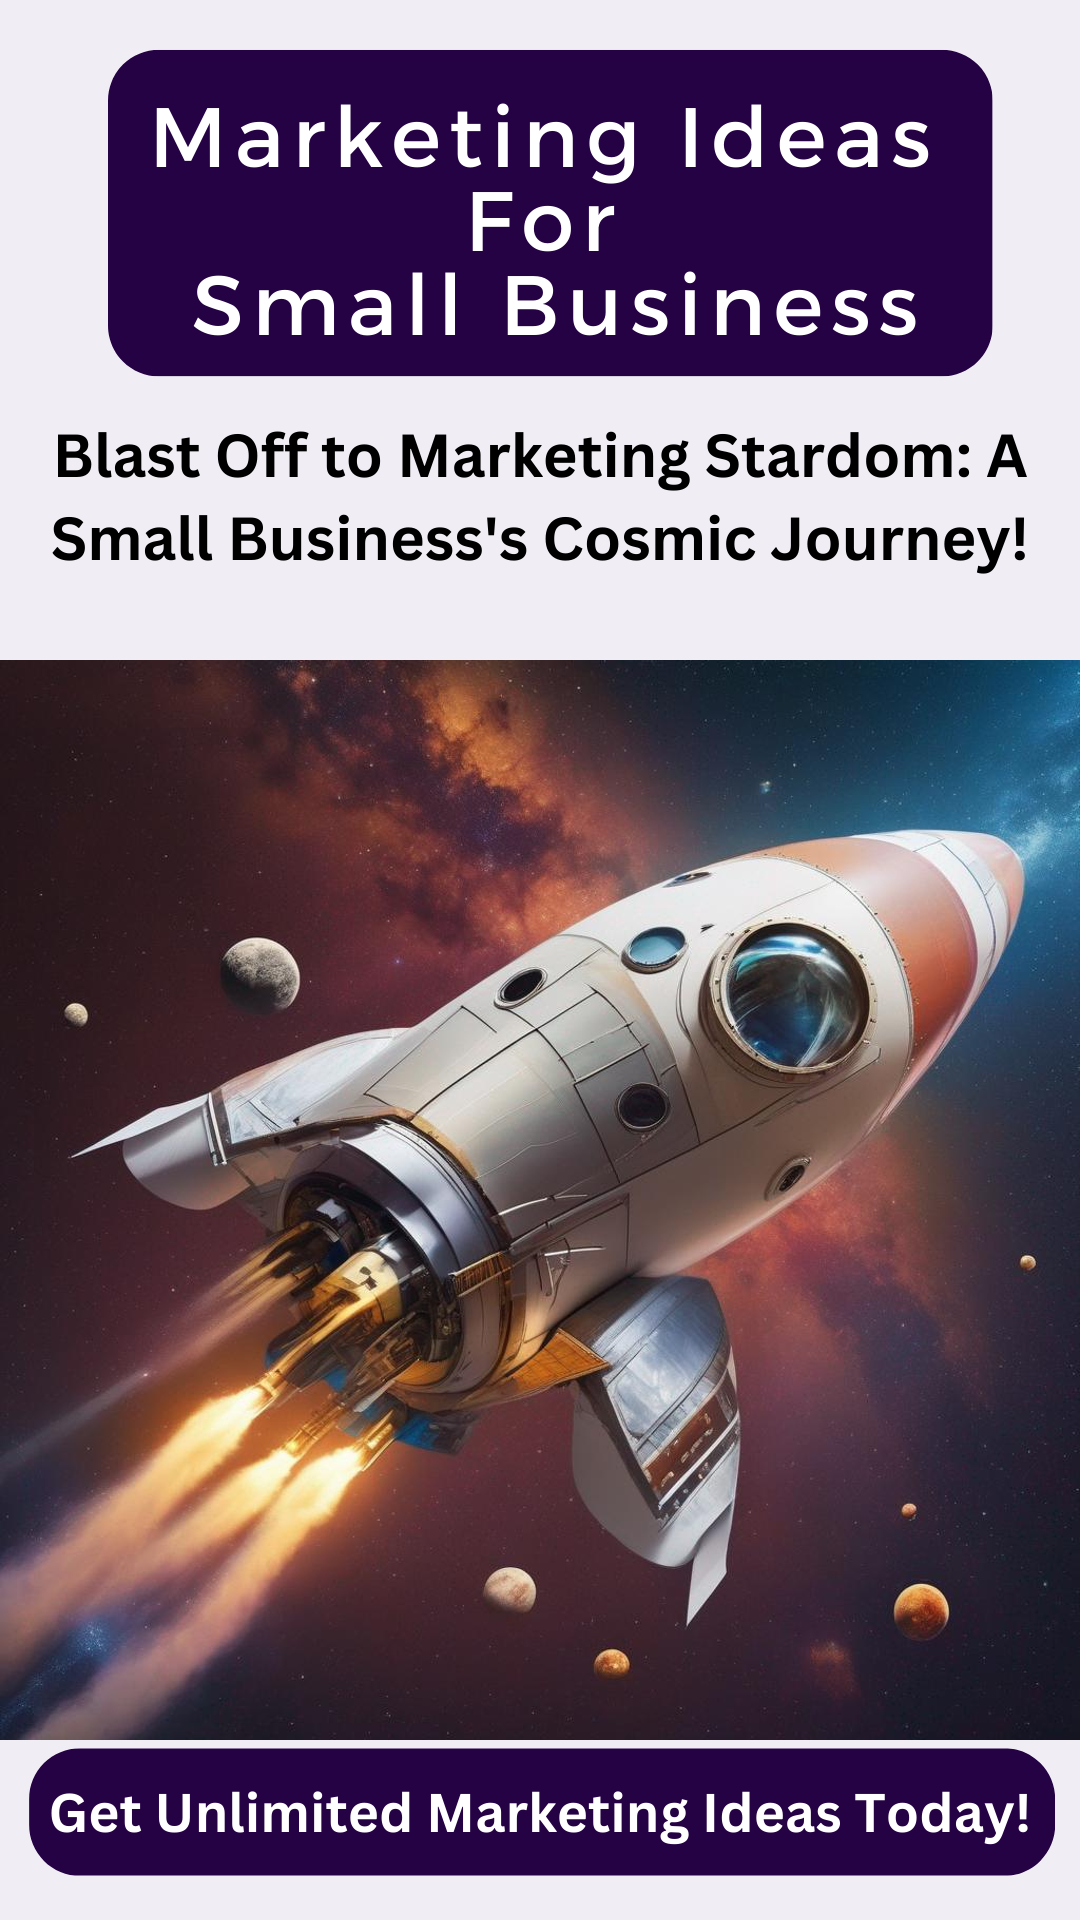 Marketing Ideas
For
Small Business
Blast Off to Marketing Stardom: A
Small Business's Cosmic Journey!
Get Unlimited Marketing Ideas Today!